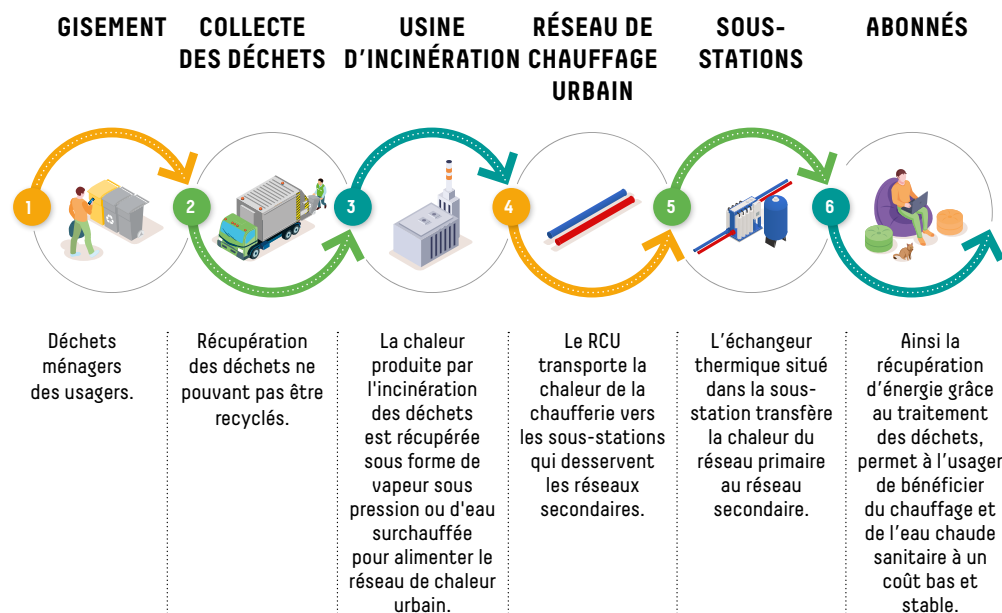 GISEMENT
COLLECTE
DES DÉCHETS
USINE
D'INCINÉRATION
RÉSEAU DE
CHAUFFAGE
URBAIN
SOUS-
STATIONS
ABONNÉS
1
2
3
4
5
6
Déchets
ménagers
des usagers.
Récupération
des déchets ne
pouvant pas être
recyclés.
La chaleur
produite par
l'incinération
des déchets
est récupérée
sous forme de
vapeur sous
pression ou d'eau
surchauffée
pour alimenter le
réseau de chaleur
urbain.
Le RCU
transporte la
chaleur de la
chaufferie vers
les sous-stations
qui desservent
les réseaux
secondaires.
L'échangeur
thermique situé
dans la sous-
station transfère
la chaleur du
réseau primaire
au réseau
secondaire.
Ainsi la
récupération
d'énergie grâce
au traitement
des déchets,
permet à l'usager
de bénéficier
du chauffage et
de l'eau chaude
sanitaire à un
coût bas et
stable.